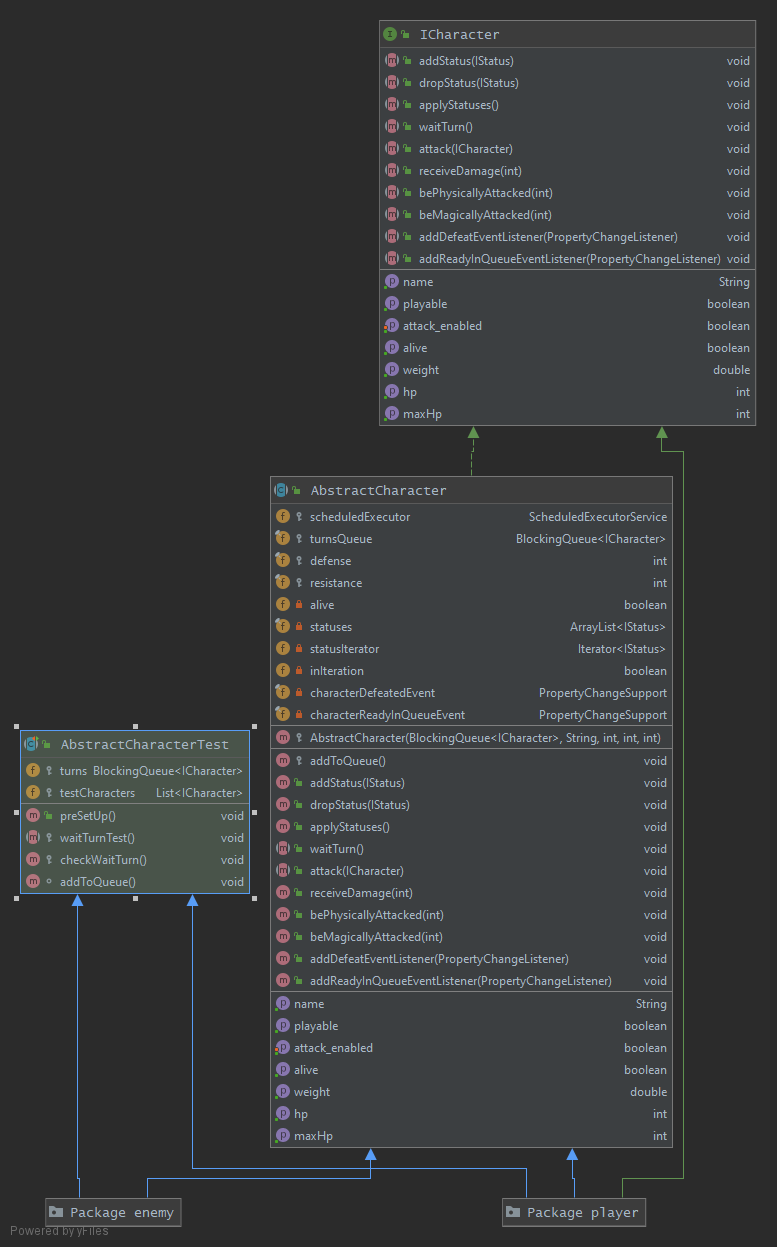 ICharacter
addStatus(IStatus) void
dropStatus(IStatus) void
applyStatuses() void
waitTurn() void
attack(ICharacter) void
receiveDamage(int) void
bePhysicallyAttacked(int) void
beMagicallyAttacked(int) void
addDefeatEventListener(PropertyChangeListener) void
addReadyInQueueEventListener(PropertyChangeListener) void
name String
playable boolean
attack_enabled boolean
alive boolean
weight double
hp int
maxHp int
AbstractCharacter
scheduledExecutor ScheduledExecutorService
turnsQueue BlockingQueue<ICharacter>
defense int
resistance int
alive boolean
statuses ArrayList<IStatus>
statusIterator Iterator<IStatus>
inIteration boolean
characterDefeatedEvent PropertyChangeSupport
characterReadyInQueueEvent PropertyChangeSupport
AbstractCharacter(BlockingQueue<ICharacter>, String, int, int, int)
addToQueue() void
addStatus(IStatus) void
dropStatus(IStatus) void
applyStatuses() void
waitTurn() void
attack(ICharacter) void
receiveDamage(int) void
bePhysicallyAttacked(int) void
beMagicallyAttacked(int) void
addDefeatEventListener(PropertyChangeListener) void
addReadyInQueueEventListener(PropertyChangeListener) void
name String
playable boolean
attack_enabled boolean
alive boolean
weight double
hp int
maxHp int
AbstractCharacterTest
turns BlockingQueue<ICharacter>
testCharacters List<ICharacter>
preSetUp() void
waitTurnTest() void
checkWaitTurn() void
addToQueue() void
Package enemy
Package player
Powered by yFiles